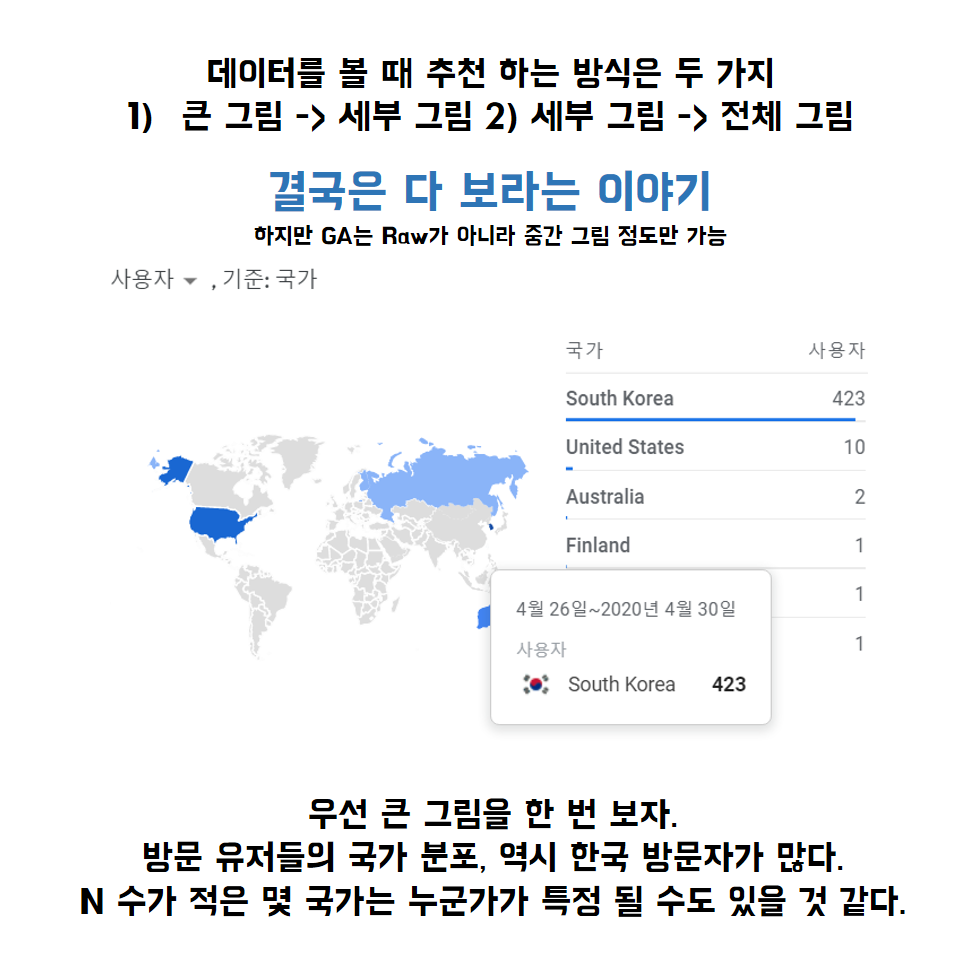 데이터를 볼 때 추천 하는 방식은 두 가지
1) 큰 그림 -> 세부 그림 2) 세부 그림 -> 전체 그림
결국은 다 보라는 이야기
하지만 GA는 Raw가 아니라 중간 그림 정도만 가능
사용자 , 기준: 국가
국가 사용자
South Korea 423
United States 10
Australia 2
Finland 1
1
1
4월 26일~2020년 4월 30일
사용자
South Korea 423
우선 큰 그림을 한 번 보자.
방문 유저들의 국가 분포, 역시 한국 방문자가 많다.
N 수가 적은 몇 국가는 누군가가 특정 될 수도 있을 것 같다.